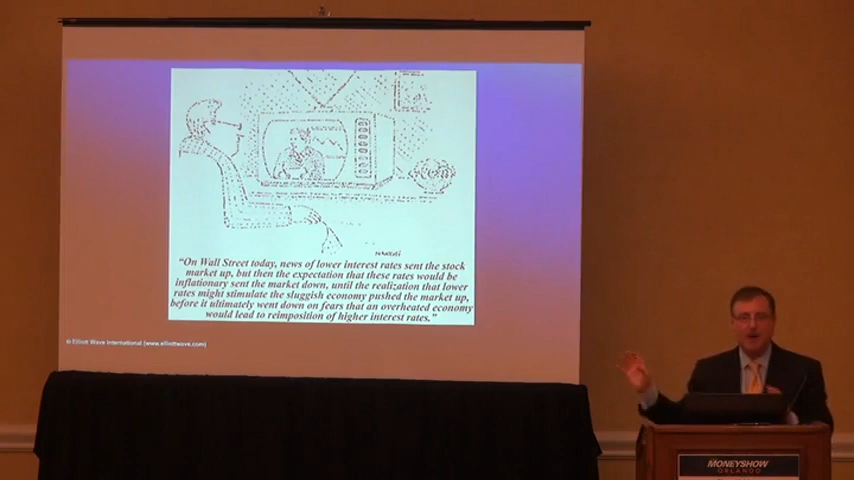 "On Wall Street today, news of lower interest rates sent the stock
market up, but then the expectation that these rates would be
inflationary sent the market down, until the realization that lower
rates might stimulate the sluggish economy pushed the market up,
before it ultimately went down on fears that an overheated economy
would lead to reimposition of higher interest rates."
© Elliott Wave International (www.elliottwave.com)
MONEYSHOW
ORLANDO